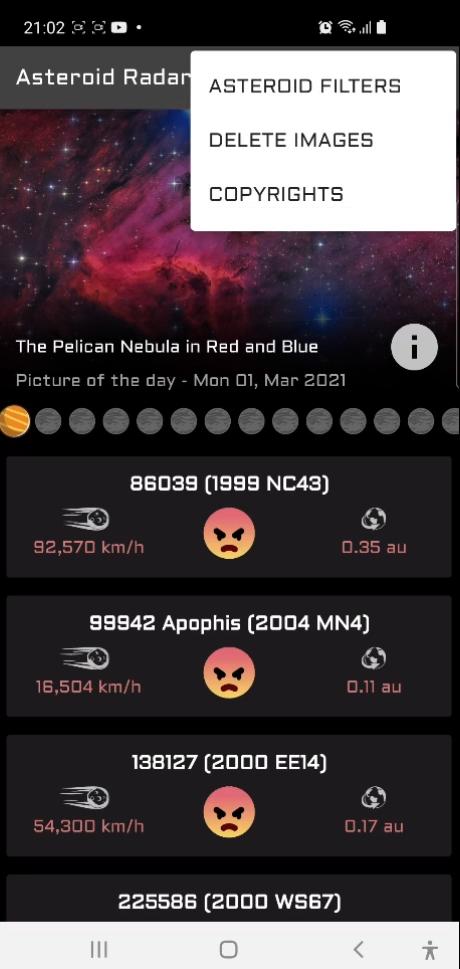 21:02
Asteroid Radar
ASTEROID FILTERS
DELETE IMAGES
COPYRIGHTS
The Pelican Nebula in Red and Blue
Picture of the day - Mon 01, Mar 2021
86039 (1999 NC43)
92,570 km/h
0.35 au
99942 Apophis (2004 MN4)
16,504 km/h
0.11 au
138127 (2000 EE14)
54,300 km/h
0.17 au
225586 (2000 WS67)